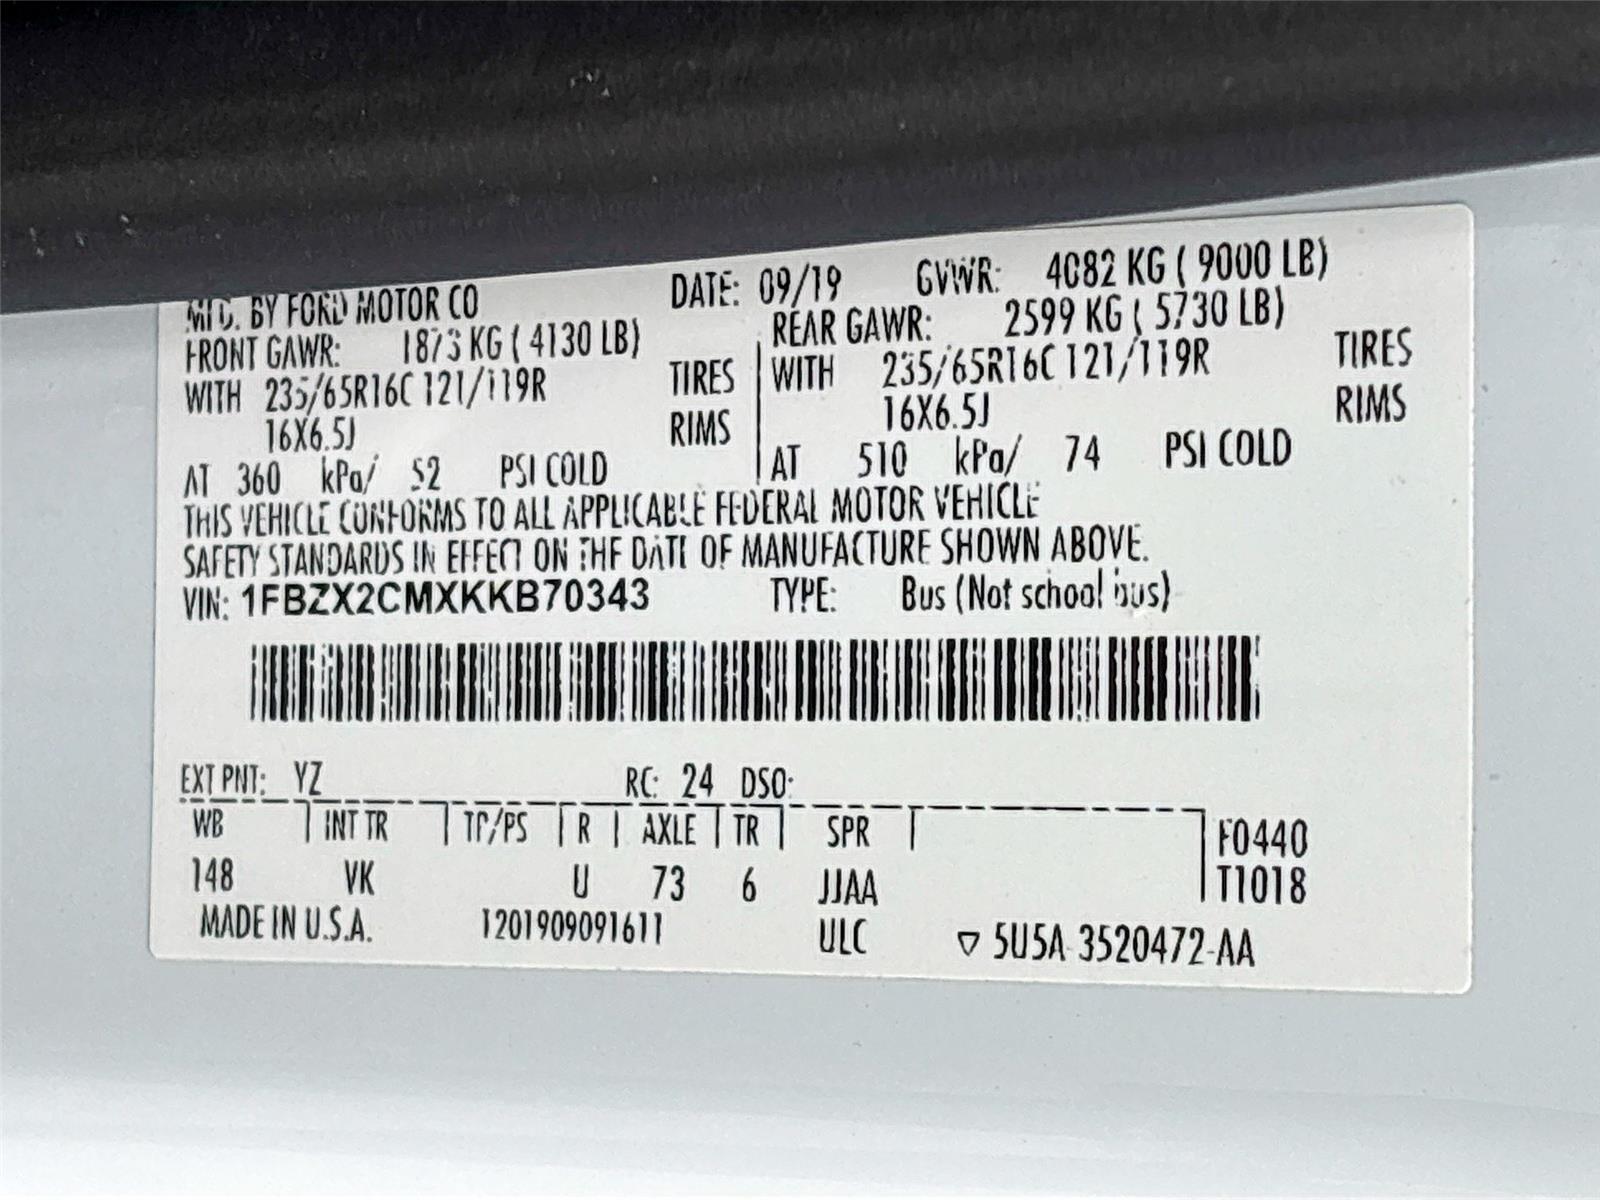 MFD. BY FORD MOTOR CO DATE: 09/19 GVWR: 4082 KG ( 9000 LB)
FRONT GAWR: 1873 KG ( 4130 LB) REAR GAWR: 2599 KG ( 5730 LB)
WITH 235/65R16C 121/119R TIRES WITH 235/65R16C 121/119R TIRES
16X6.5J RIMS 16X6.5J RIMS
AT 360 kPa/ 52 PSI COLD AT 510 kPa/ 74 PSI COLD
THIS VEHICLE CONFORMS TO ALL APPLICABLE FEDERAL MOTOR VEHICLE
SAFETY STANDARDS IN EFFECT ON THE DATE OF MANUFACTURE SHOWN ABOVE.
VIN: 1FBZX2CMXKKB70343 TYPE: Bus (Not school bus)
EXT PNT: YZ RC: 24 DSO:
WB | INT TR | TP/PS | R | AXLE | TR | SPR | F0440
148 VK U 73 6 JJAA T1018
MADE IN U.S.A. 1201909091611 ULC ▽ 5U5A-3520472-AA